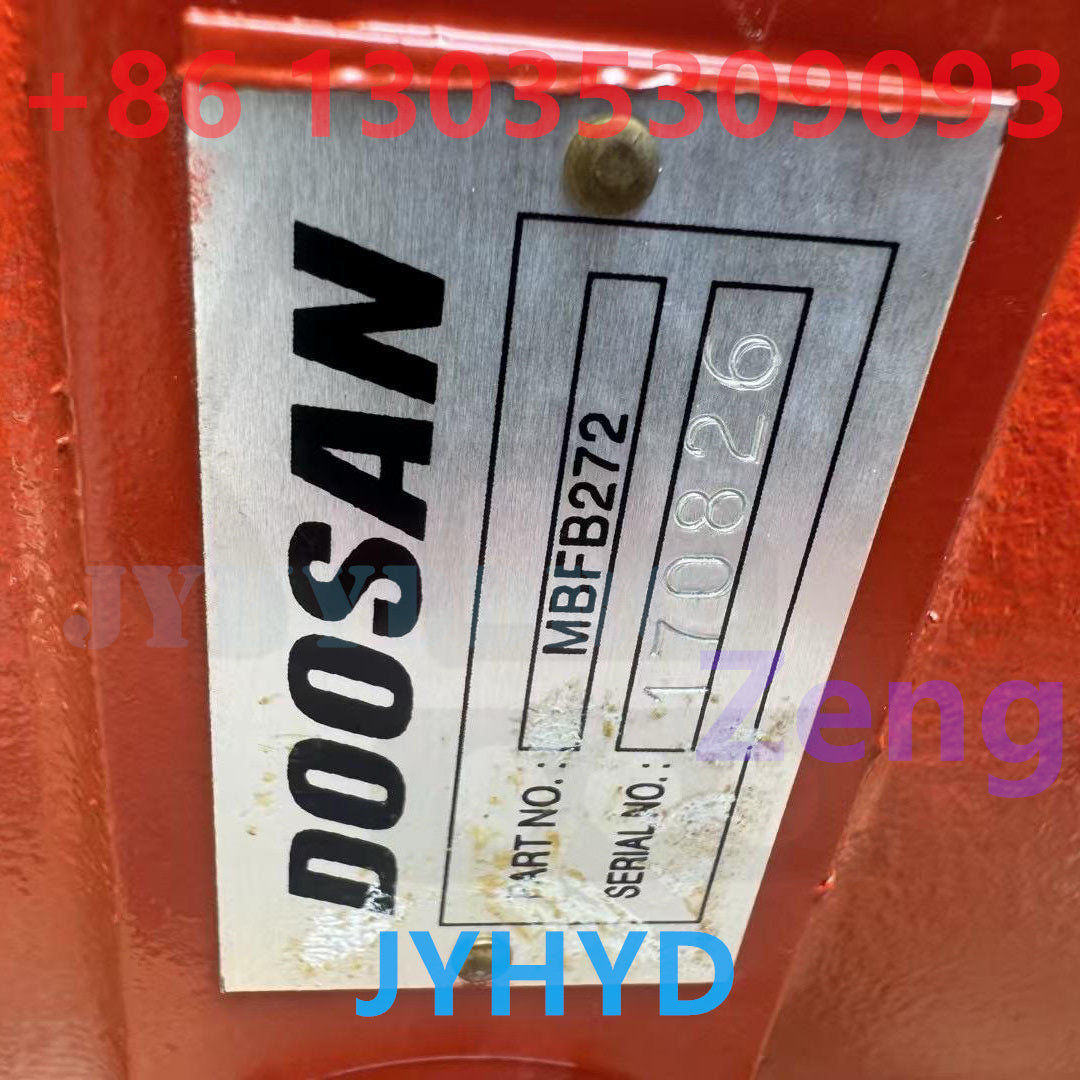 +86 13035309093
DOOSAN
PART NO.: MBFB272
SERIAL NO.: 170826
Zeng
JYHYD